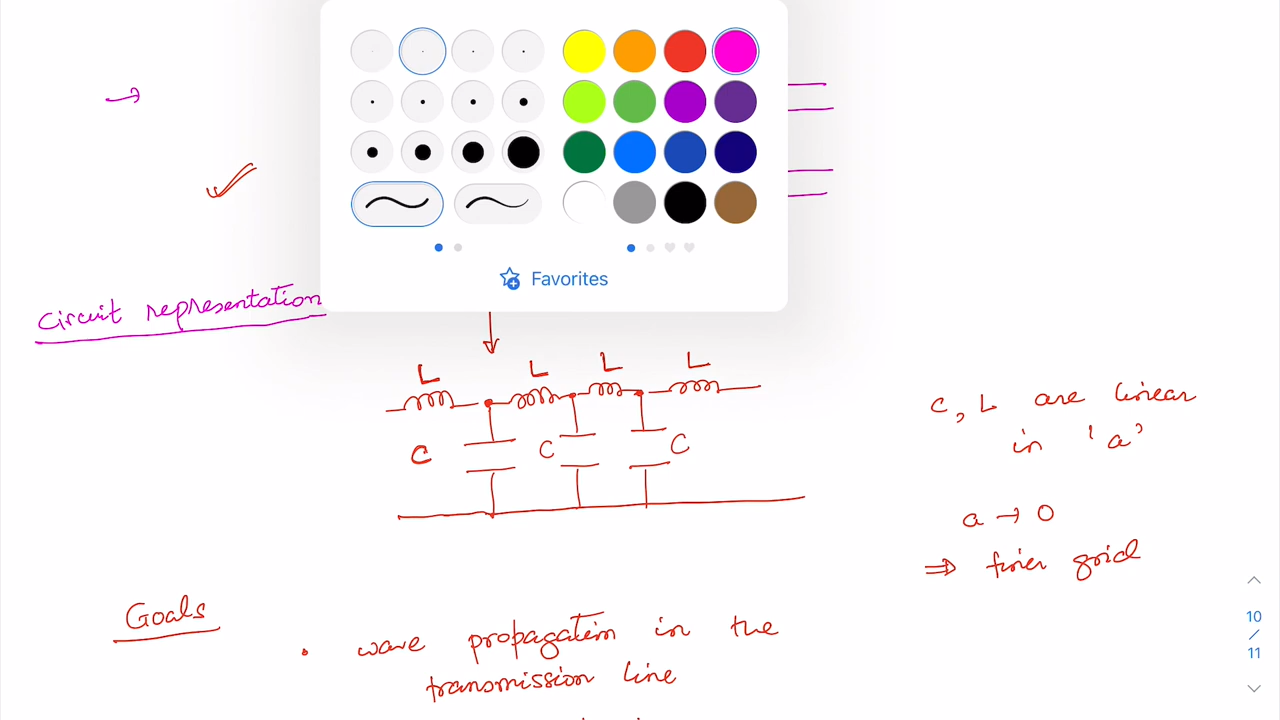 Favorites
Circuit representation
L L L L
C C C
C, L are linear
in 'a'
a → 0
⇒ finer grid
Goals
• wave propagation in the
transmission line
10
/
11